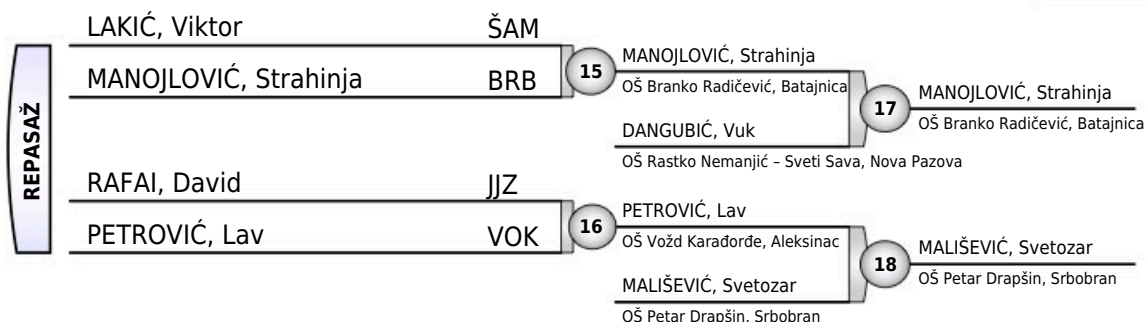 REPASAŽ
LAKIĆ, Viktor ŠAM
MANOJLOVIĆ, Strahinja BRB
15
MANOJLOVIĆ, Strahinja
OŠ Branko Radičević, Batajnica
DANGUBIĆ, Vuk
OŠ Rastko Nemanjić – Sveti Sava, Nova Pazova
17
MANOJLOVIĆ, Strahinja
OŠ Branko Radičević, Batajnica
RAFAI, David JJZ
PETROVIĆ, Lav VOK
16
PETROVIĆ, Lav
OŠ Vožd Karađorđe, Aleksinac
MALIŠEVIĆ, Svetozar
OŠ Petar Drapšin, Srbobran
18
MALIŠEVIĆ, Svetozar
OŠ Petar Drapšin, Srbobran